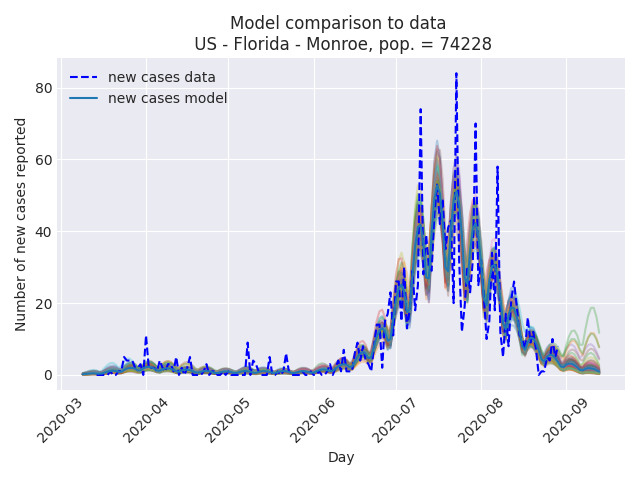 Model comparison to data
US - Florida - Monroe, pop. = 74228
new cases data
new cases model
Number of new cases reported
80
60
40
20
0
2020-03
2020-04
2020-05
2020-06
2020-07
2020-08
2020-09
Day